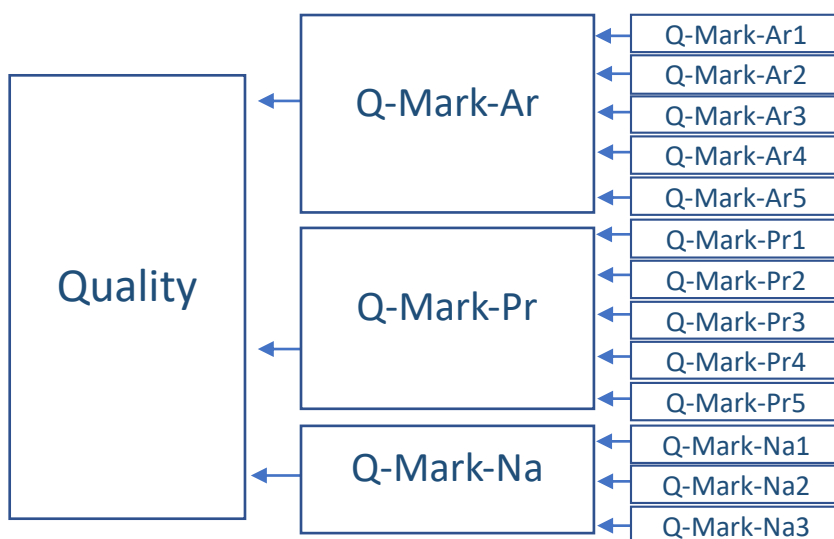 Quality
Q-Mark-Ar
Q-Mark-Pr
Q-Mark-Na
Q-Mark-Ar1
Q-Mark-Ar2
Q-Mark-Ar3
Q-Mark-Ar4
Q-Mark-Ar5
Q-Mark-Pr1
Q-Mark-Pr2
Q-Mark-Pr3
Q-Mark-Pr4
Q-Mark-Pr5
Q-Mark-Na1
Q-Mark-Na2
Q-Mark-Na3